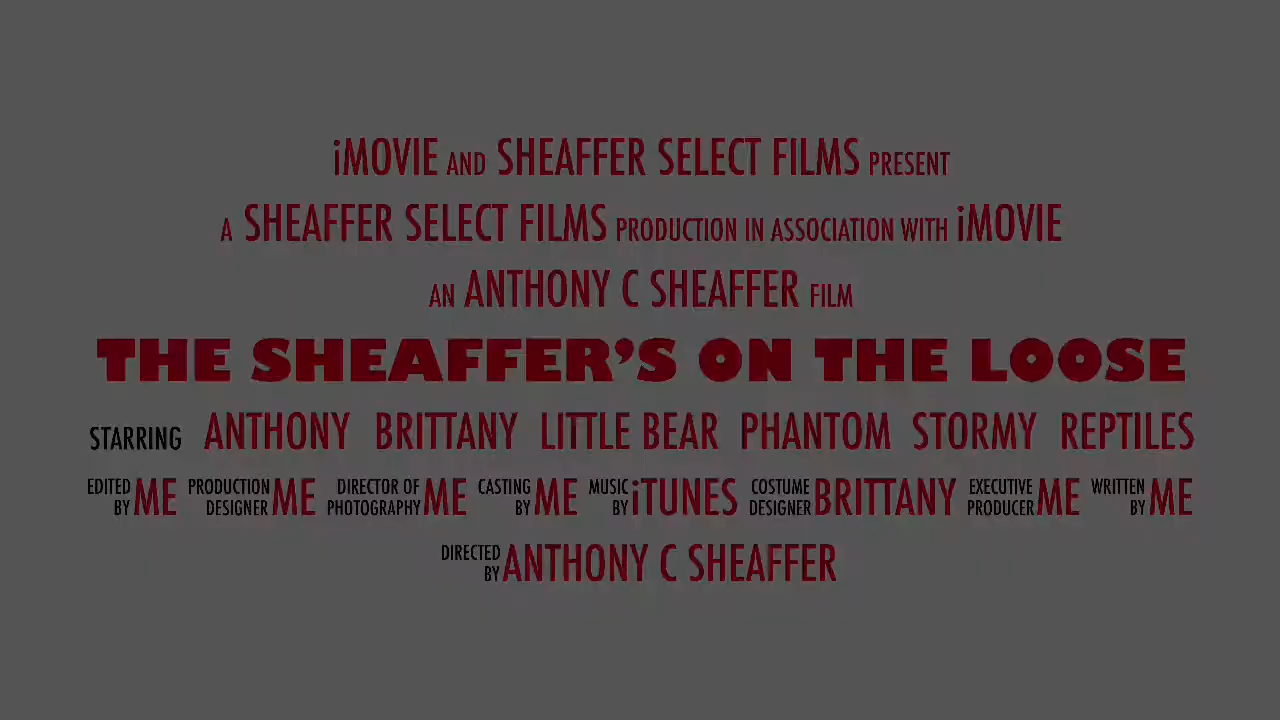 iMOVIE AND SHEAFFER SELECT FILMS PRESENT
A SHEAFFER SELECT FILMS PRODUCTION IN ASSOCIATION WITH iMOVIE
AN ANTHONY C SHEAFFER FILM
THE SHEAFFER'S ON THE LOOSE
STARRING ANTHONY BRITTANY LITTLE BEAR PHANTOM STORMY REPTILES
EDITED BY ME PRODUCTION DESIGNER ME DIRECTOR OF PHOTOGRAPHY ME CASTING BY ME MUSIC BY iTUNES COSTUME DESIGNER BRITTANY EXECUTIVE PRODUCER ME WRITTEN BY ME
DIRECTED BY ANTHONY C SHEAFFER